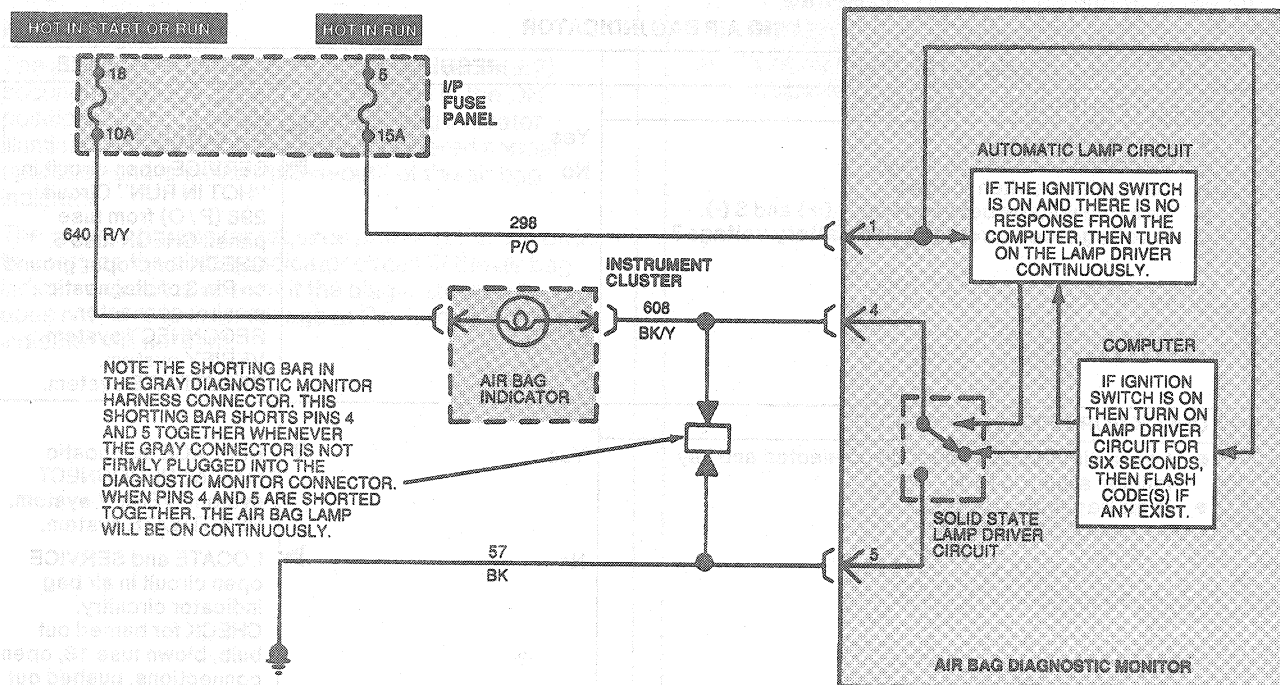 HOT IN START OR RUN
HOT IN RUN
18
10A
5
15A
I/P
FUSE
PANEL
640 R/Y
298
P/O
1
INSTRUMENT
CLUSTER
608
BK/Y
4
AIR BAG
INDICATOR
NOTE THE SHORTING BAR IN
THE GRAY DIAGNOSTIC MONITOR
HARNESS CONNECTOR. THIS
SHORTING BAR SHORTS PINS 4
AND 5 TOGETHER WHENEVER
THE GRAY CONNECTOR IS NOT
FIRMLY PLUGGED INTO THE
DIAGNOSTIC MONITOR CONNECTOR.
WHEN PINS 4 AND 5 ARE SHORTED
TOGETHER. THE AIR BAG LAMP
WILL BE ON CONTINUOUSLY.
57
BK
5
AUTOMATIC LAMP CIRCUIT
IF THE IGNITION SWITCH
IS ON AND THERE IS NO
RESPONSE FROM THE
COMPUTER, THEN TURN
ON THE LAMP DRIVER
CONTINUOUSLY.
COMPUTER
IF IGNITION
SWITCH IS ON
THEN TURN ON
LAMP DRIVER
CIRCUIT FOR
SIX SECONDS,
THEN FLASH
CODE(S) IF
ANY EXIST.
SOLID STATE
LAMP DRIVER
CIRCUIT
AIR BAG DIAGNOSTIC MONITOR